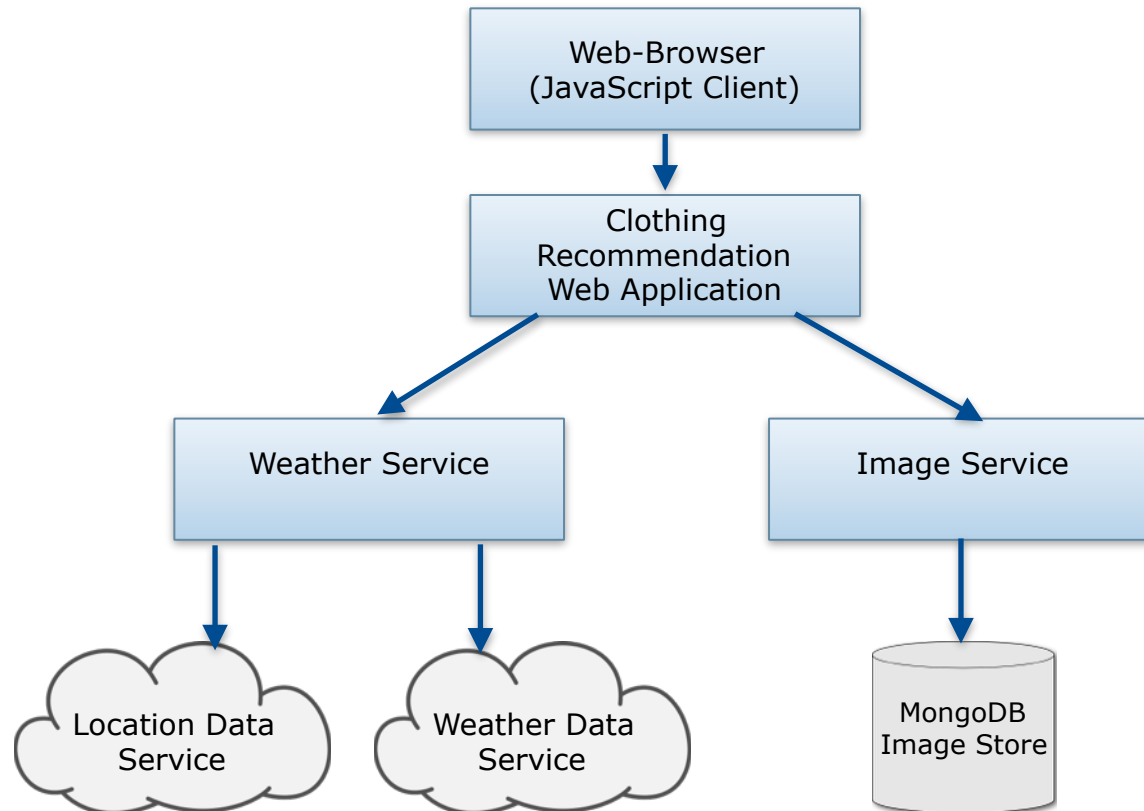 Web-Browser
(JavaScript Client)
Clothing
Recommendation
Web Application
Weather Service
Image Service
Location Data
Service
Weather Data
Service
MongoDB
Image Store